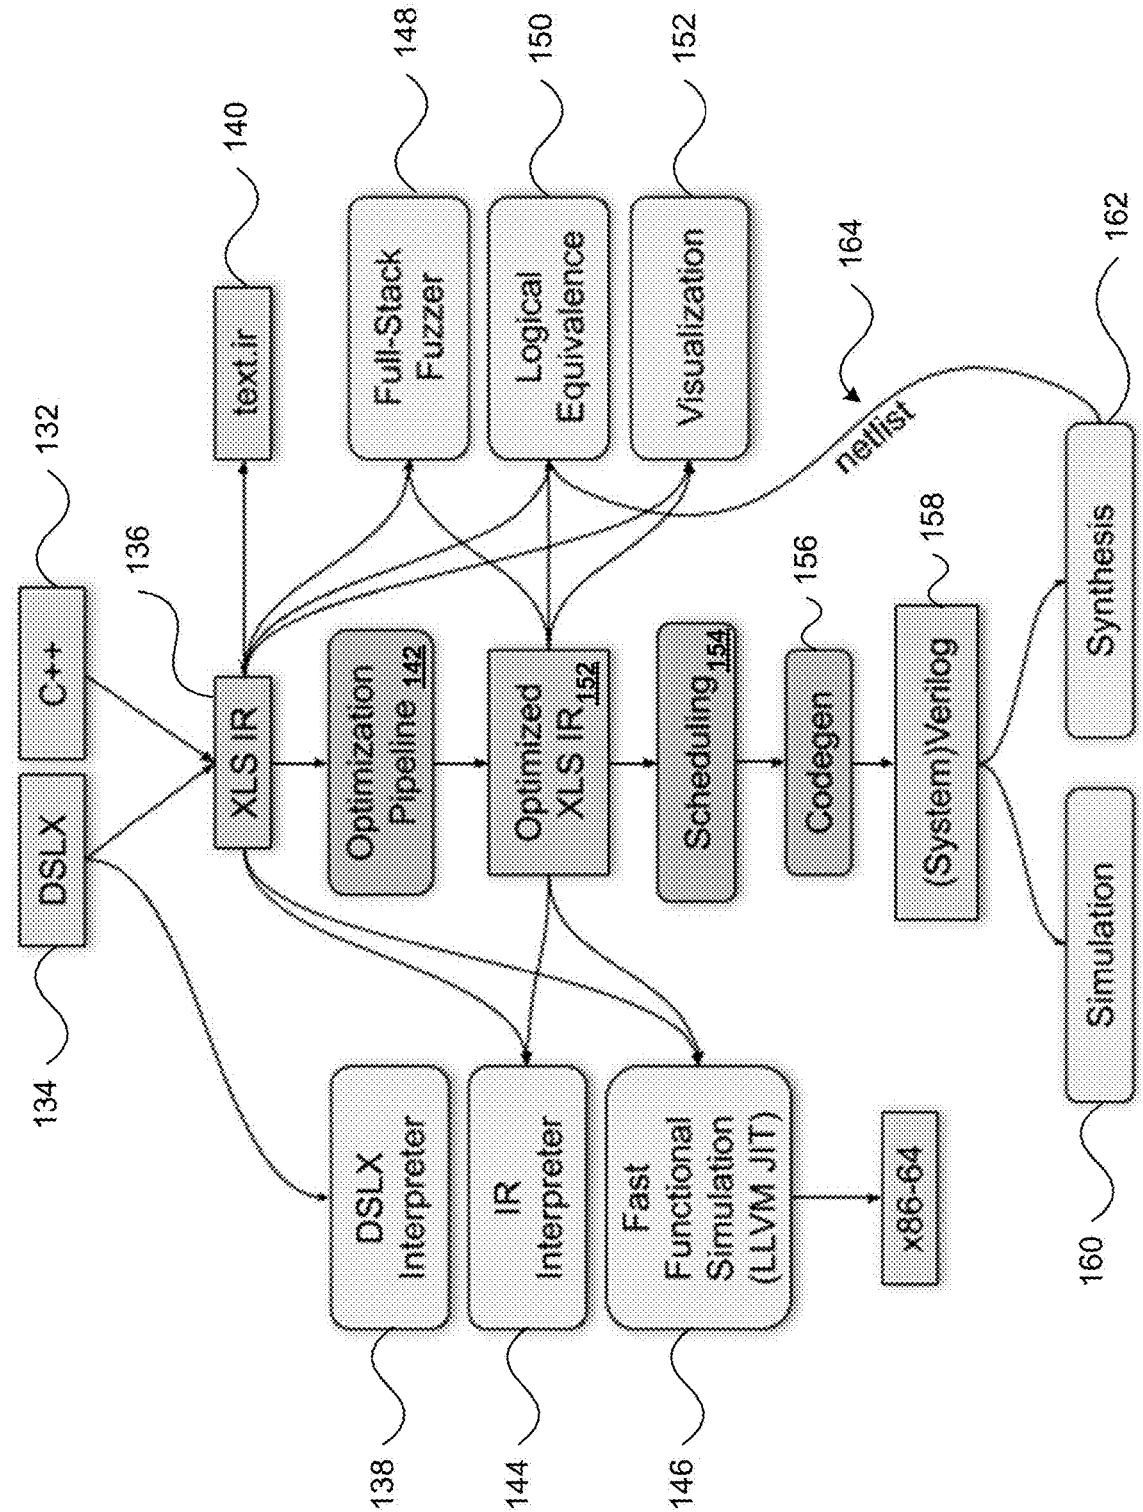 134
DSLX
C++
132
136
XLS IR
text.ir
140
138
DSLX
Interpreter
Optimization
Pipeline 142
Full-Stack
Fuzzer
148
144
IR
Interpreter
Optimized
XLS IR 152
Logical
Equivalence
150
146
Fast
Functional
Simulation
(LLVM JIT)
Scheduling 154
Visualization
152
Codegen
156
netlist
164
x86-64
(System)Verilog
158
160
Simulation
Synthesis
162